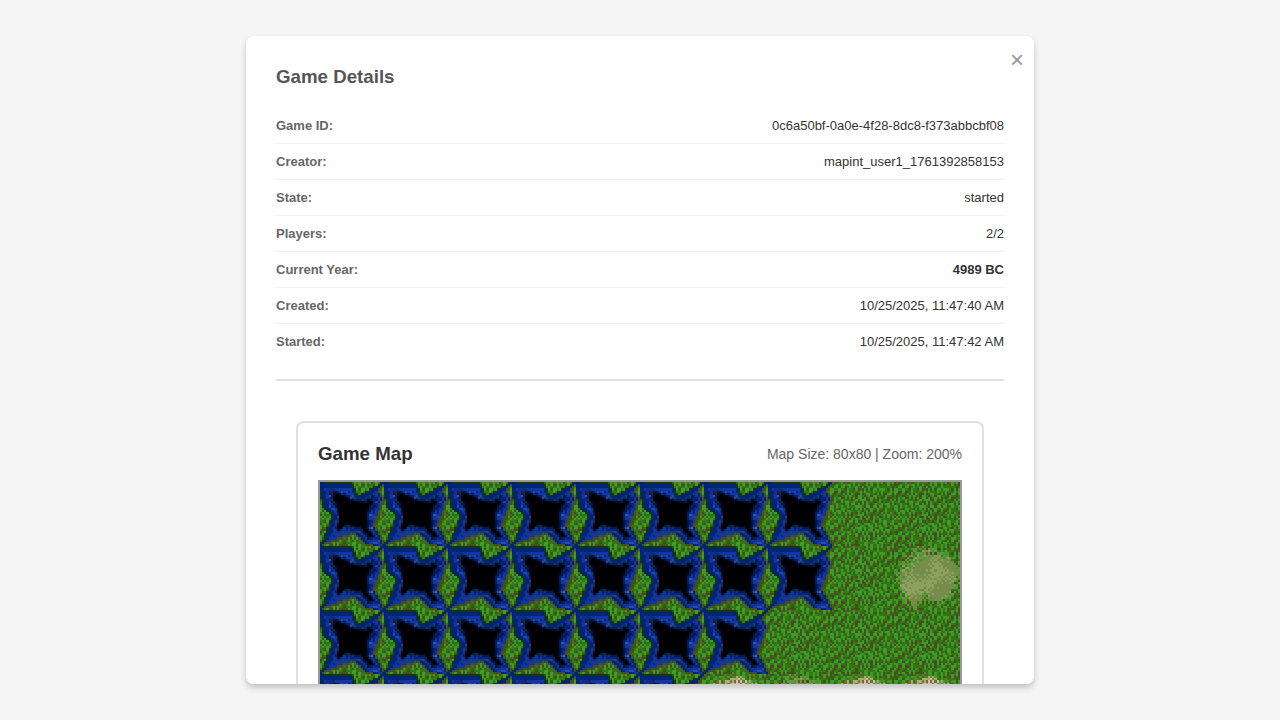 ×
Game Details
Game ID: 0c6a50bf-0a0e-4f28-8dc8-f373abbcbf08
Creator: mapint_user1_1761392858153
State: started
Players: 2/2
Current Year: 4989 BC
Created: 10/25/2025, 11:47:40 AM
Started: 10/25/2025, 11:47:42 AM
Game Map Map Size: 80x80 | Zoom: 200%